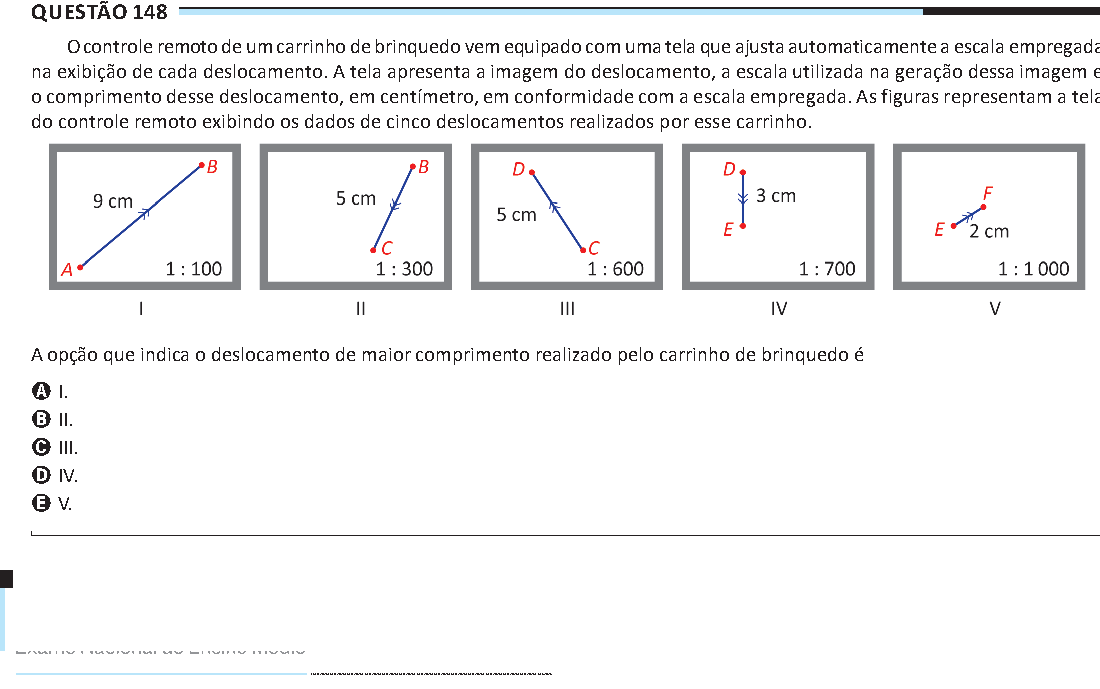 QUESTÃO 148
O controle remoto de um carrinho de brinquedo vem equipado com uma tela que ajusta automaticamente a escala empregada
na exibição de cada deslocamento. A tela apresenta a imagem do deslocamento, a escala utilizada na geração dessa imagem e
o comprimento desse deslocamento, em centímetro, em conformidade com a escala empregada. As figuras representam a tela
do controle remoto exibindo os dados de cinco deslocamentos realizados por esse carrinho.
B
9 cm
A
1 : 100
I
B
5 cm
C
1 : 300
II
D
5 cm
C
1 : 600
III
D
3 cm
E
1 : 700
IV
F
E
2 cm
1 : 1 000
V
A opção que indica o deslocamento de maior comprimento realizado pelo carrinho de brinquedo é
A I.
B II.
C III.
D IV.
E V.